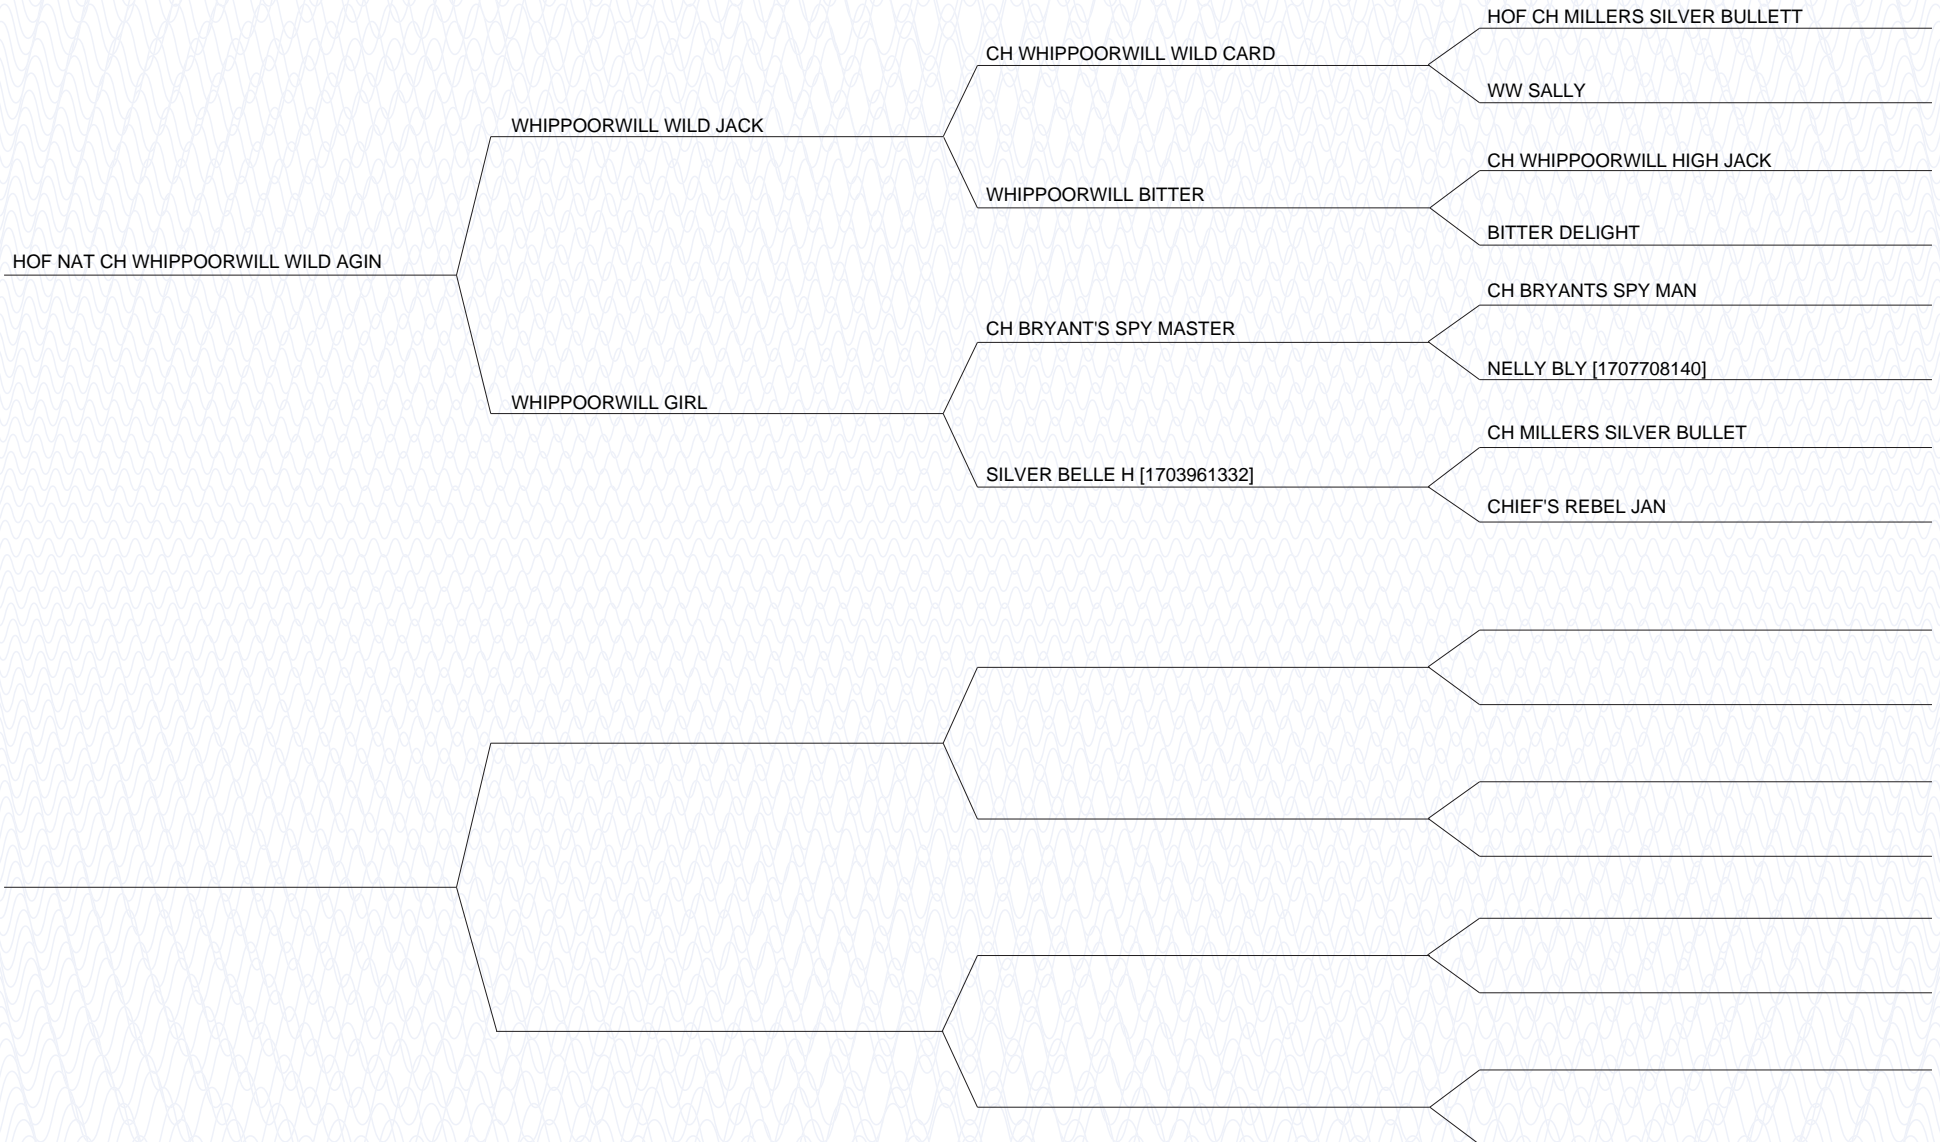 HOF CH MILLERS SILVER BULLETT
CH WHIPPOORWILL WILD CARD
WW SALLY
WHIPPOORWILL WILD JACK
CH WHIPPOORWILL HIGH JACK
WHIPPOORWILL BITTER
BITTER DELIGHT
HOF NAT CH WHIPPOORWILL WILD AGIN
CH BRYANTS SPY MAN
CH BRYANT'S SPY MASTER
NELLY BLY [1707708140]
WHIPPOORWILL GIRL
CH MILLERS SILVER BULLET
SILVER BELLE H [1703961332]
CHIEF'S REBEL JAN